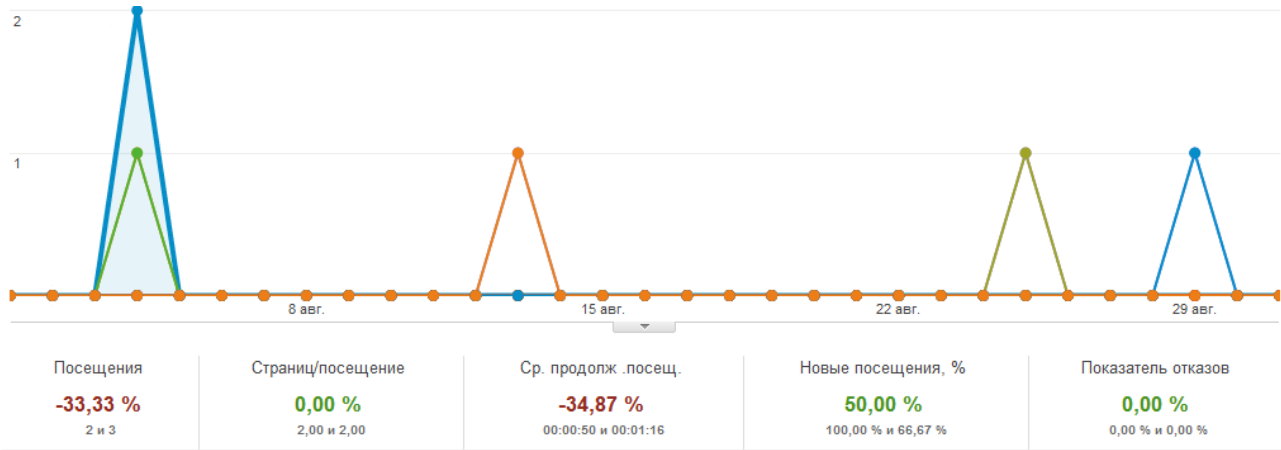 2
1
8 авг.
15 авг.
22 авг.
29 авг.
Посещения
-33,33 %
2 и 3
Страниц/посещение
0,00 %
2,00 и 2,00
Ср. продолж .посещ.
-34,87 %
00:00:50 и 00:01:16
Новые посещения, %
50,00 %
100,00 % и 66,67 %
Показатель отказов
0,00 %
0,00 % и 0,00 %